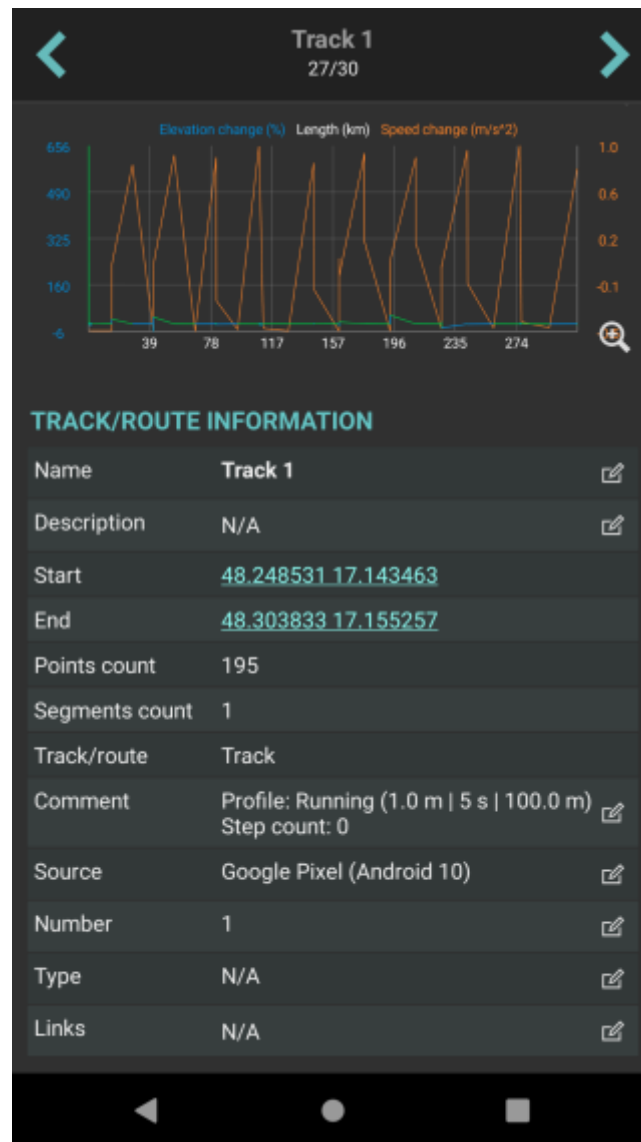 Track 1
27/30
Elevation change (%) Length (km) Speed change (m/s^2)
656 1.0
490 0.6
325 0.2
160 -0.1
-6
39 78 117 157 196 235 274
TRACK/ROUTE INFORMATION
Name Track 1
Description N/A
Start 48.248531 17.143463
End 48.303833 17.155257
Points count 195
Segments count 1
Track/route Track
Comment Profile: Running (1.0 m | 5 s | 100.0 m)
Step count: 0
Source Google Pixel (Android 10)
Number 1
Type N/A
Links N/A